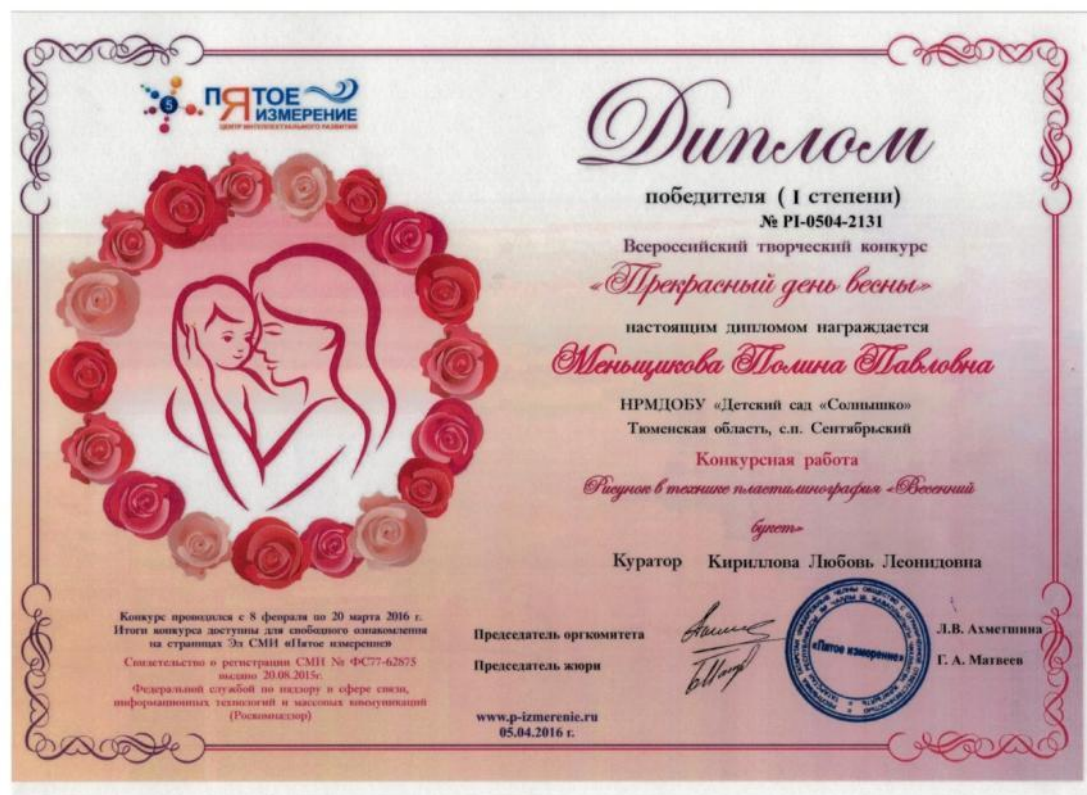 5
ПЯТОЕ
ИЗМЕРЕНИЕ
ЦЕНТР ИНТЕЛЛЕКТУАЛЬНОГО РАЗВИТИЯ
Диплом
победителя ( I степени)
№ PI-0504-2131
Всероссийский творческий конкурс
«Прекрасный день весны»
настоящим дипломом награждается
Меньщикова Полина Павловна
НРМДОБУ «Детский сад «Солнышко»
Тюменская область, с.п. Сентябрьский
Конкурсная работа
Рисунок в технике пластилинография «Весенний
букет»
Куратор Кириллова Любовь Леонидовна
Конкурс проводился с 8 февраля по 20 марта 2016 г.
Итоги конкурса доступны для свободного ознакомления
на страницах Эл СМИ «Пятое измерение»
Свидетельство о регистрации СМИ № ФС77-62875
выдано 20.08.2015г.
Федеральной службой по надзору в сфере связи,
информационных технологий и массовых коммуникаций
(Роскомнадзор)
Председатель оргкомитета
Л.В. Ахметшина
Председатель жюри
Г. А. Матвеев
«Пятое измерение»
www.p-izmerenie.ru
05.04.2016 г.